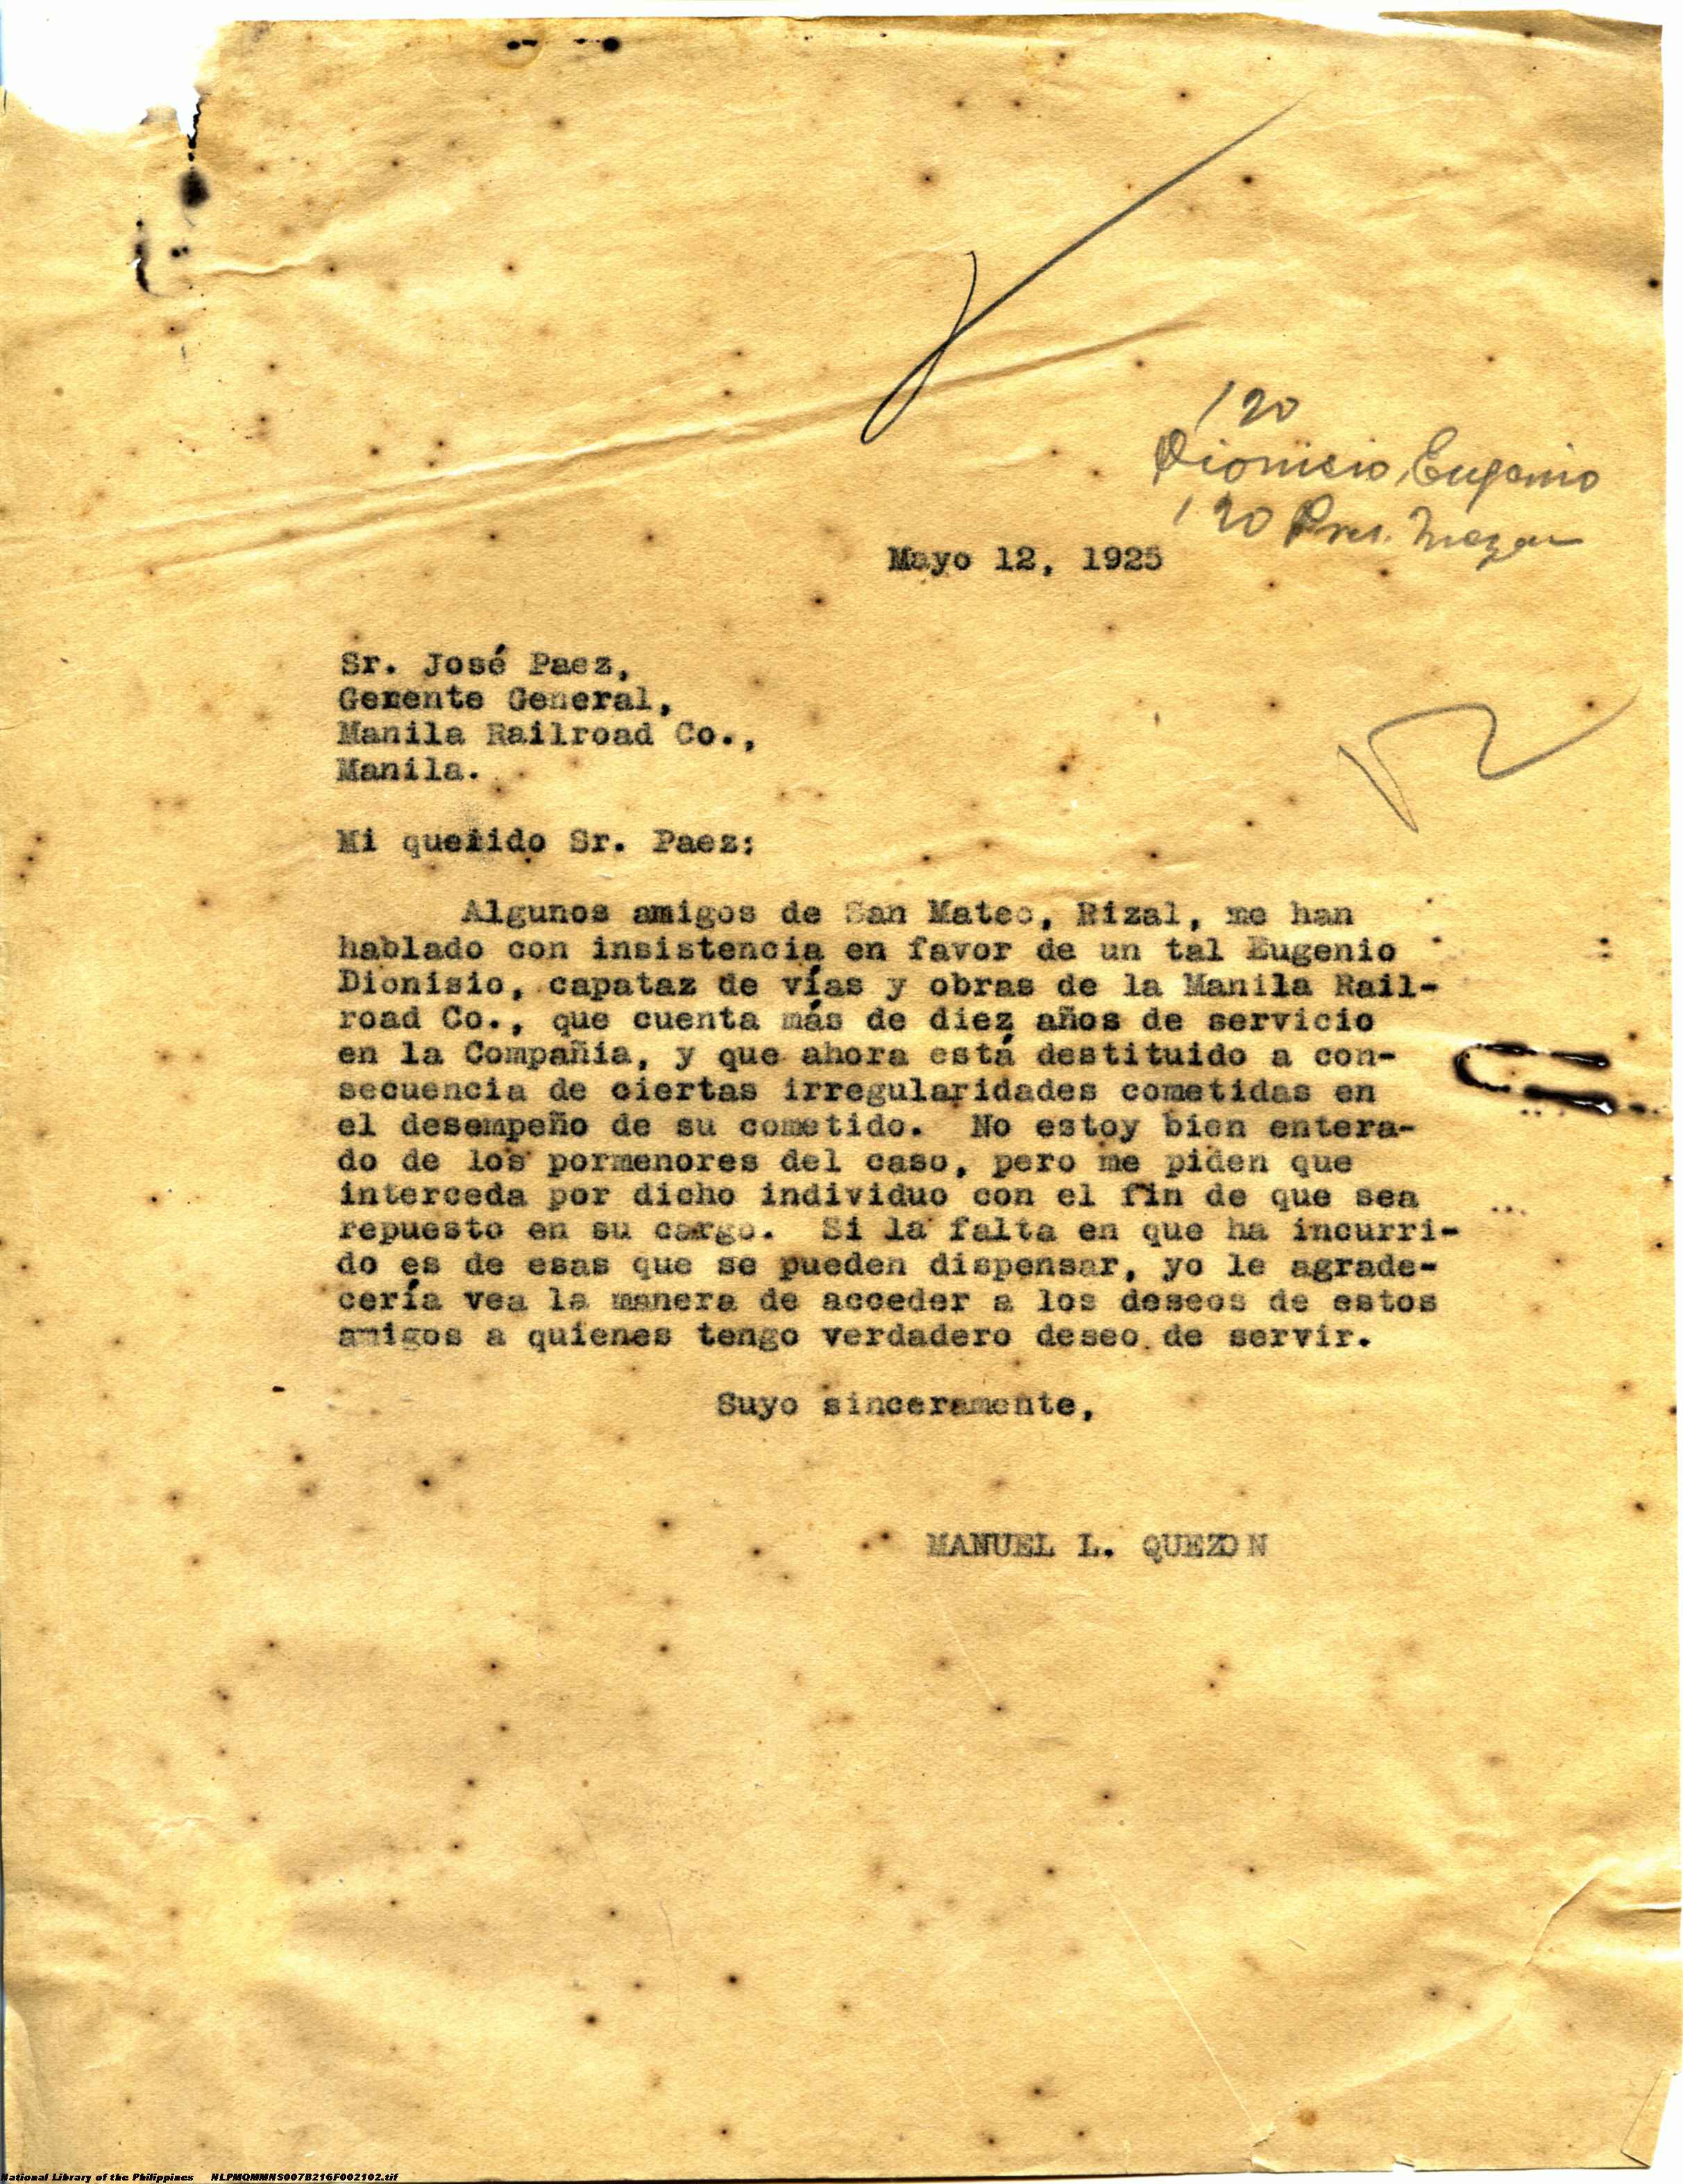 120
Dionisio, Eugenio
120 Pres.
Mayo 12, 1925
Sr. José Paez,
Gerente General,
Manila Railroad Co.,
Manila.
Mi querido Sr. Paez:
Algunos amigos de San Mateo, Rizal, me han
hablado con insistencia en favor de un tal Eugenio
Dionisio, capataz de vías y obras de la Manila Rail-
road Co., que cuenta más de diez años de servicio
en la Compañia, y que ahora está destituido a con-
secuencia de ciertas irregularidades cometidas en
el desempeño de su cometido. No estoy bien entera-
do de los pormenores del caso, pero me piden que
interceda por dicho individuo con el fin de que sea
repuesto en su cargo. Si la falta en que ha incurri-
do es de esas que se pueden dispensar, yo le agrade-
cería vea la manera de acceder a los deseos de estos
amigos a quienes tengo verdadero deseo de servir.
Suyo sinceramente,
MANUEL L. QUEZON
National Library of the Philippines NLPMQMMNS007B216F002102.tif